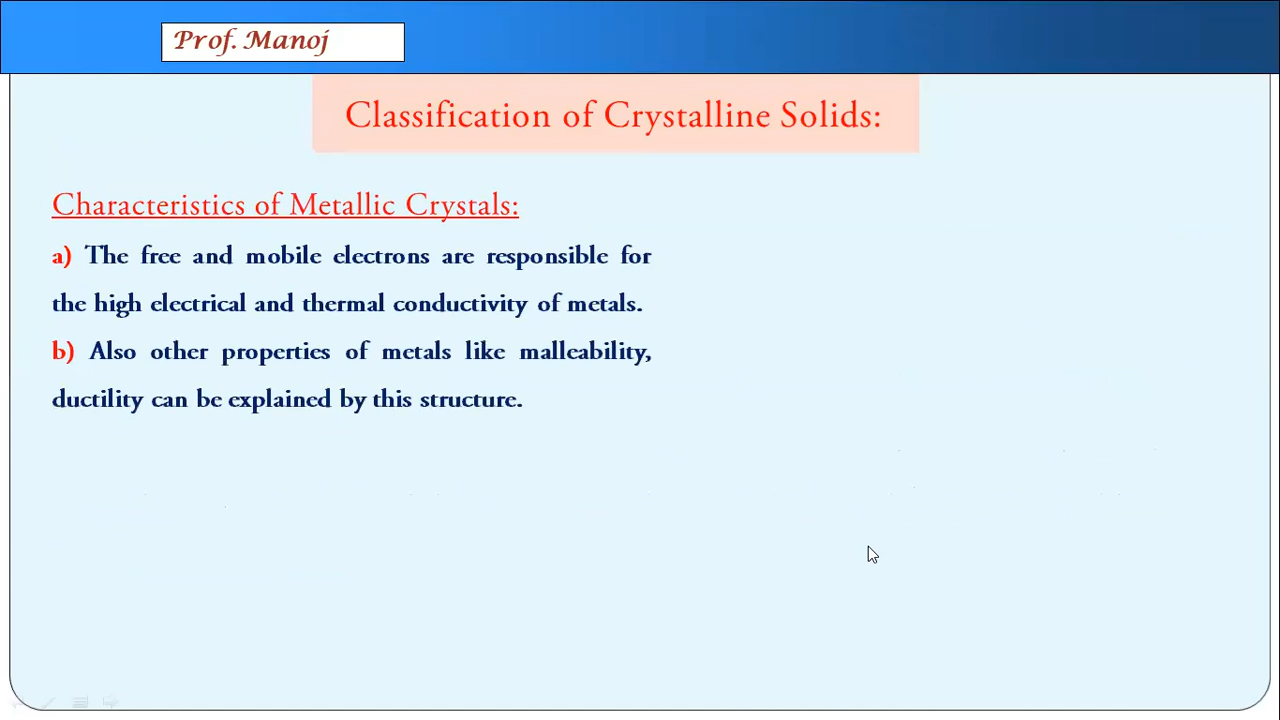 Prof. Manoj
Classification of Crystalline Solids:
Characteristics of Metallic Crystals:
a) The free and mobile electrons are responsible for
the high electrical and thermal conductivity of metals.
b) Also other properties of metals like malleability,
ductility can be explained by this structure.